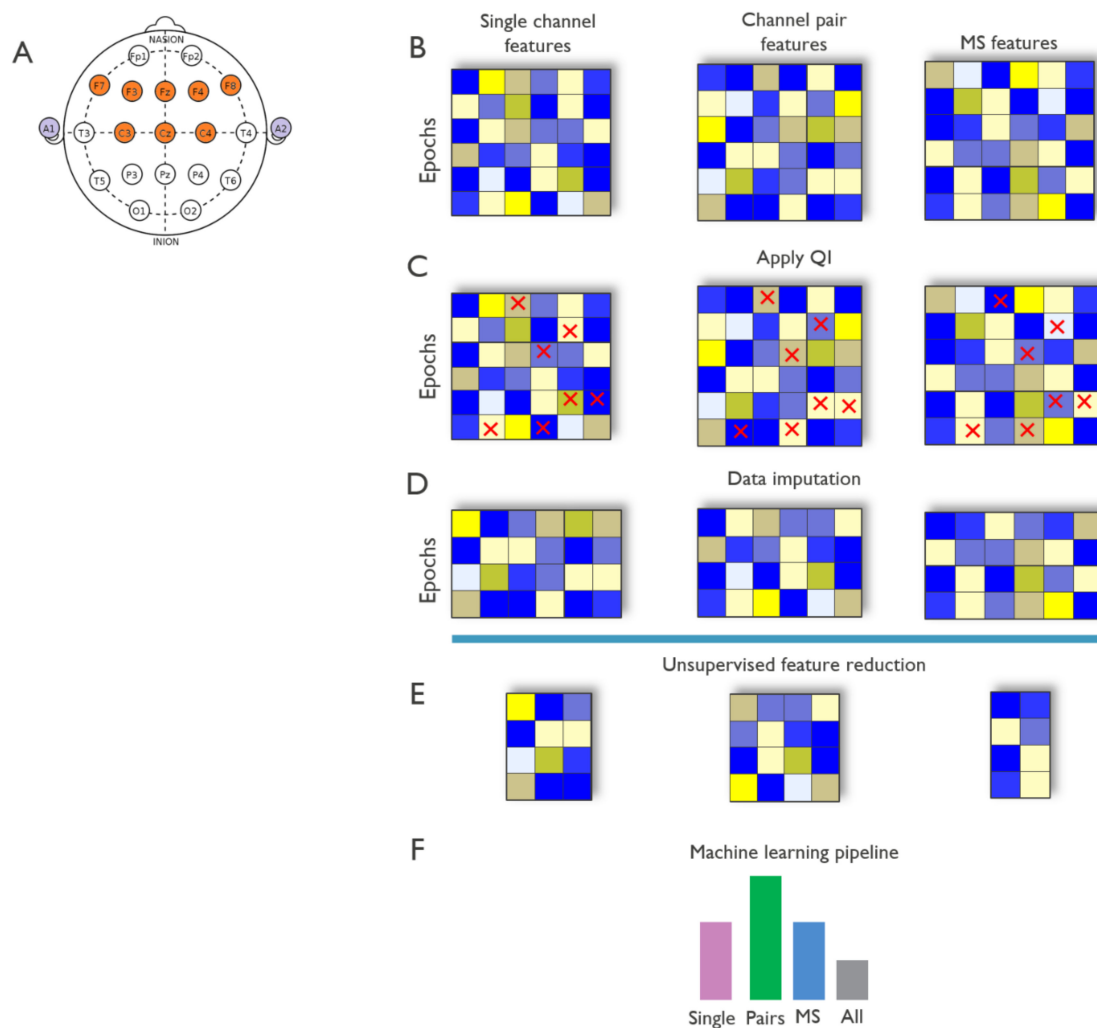 A
NASION
Fp1 Fp2
F7 F3 Fz F4 F8
A1 T3 C3 Cz C4 T4 A2
T5 P3 Pz P4 T6
O1 O2
INION
B
Single channel
features
Channel pair
features
MS features
Epochs
C
Apply QI
Epochs
D
Data imputation
Epochs
Unsupervised feature reduction
E
F
Machine learning pipeline
Single Pairs MS All